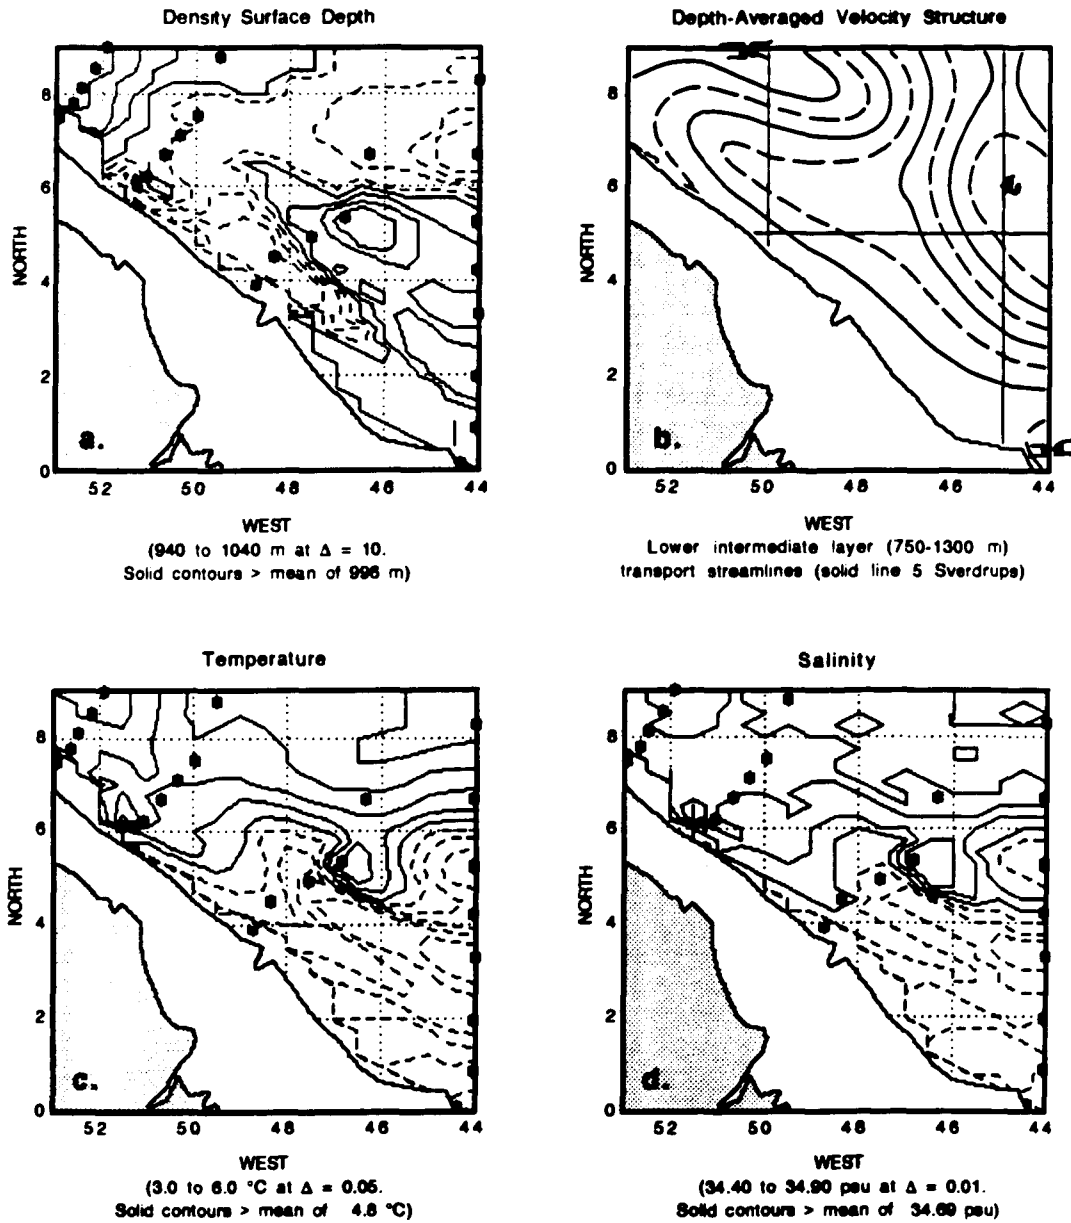 Density Surface Depth
Depth-Averaged Velocity Structure
NORTH
8
6
4
2
0
a.
52
50
48
46
44
WEST
(940 to 1040 m at Δ = 10.
Solid contours > mean of 996 m)
NORTH
8
6
4
2
0
b.
52
50
48
46
44
WEST
Lower intermediate layer (750-1300 m)
transport streamlines (solid line 5 Sverdrups)
Temperature
Salinity
NORTH
8
6
4
2
0
c.
52
50
48
46
44
WEST
(3.0 to 6.0 °C at Δ = 0.05.
Solid contours > mean of 4.8 °C)
NORTH
8
6
4
2
0
d.
52
50
48
46
44
WEST
(34.40 to 34.90 psu at Δ = 0.01.
Solid contours > mean of 34.69 psu)